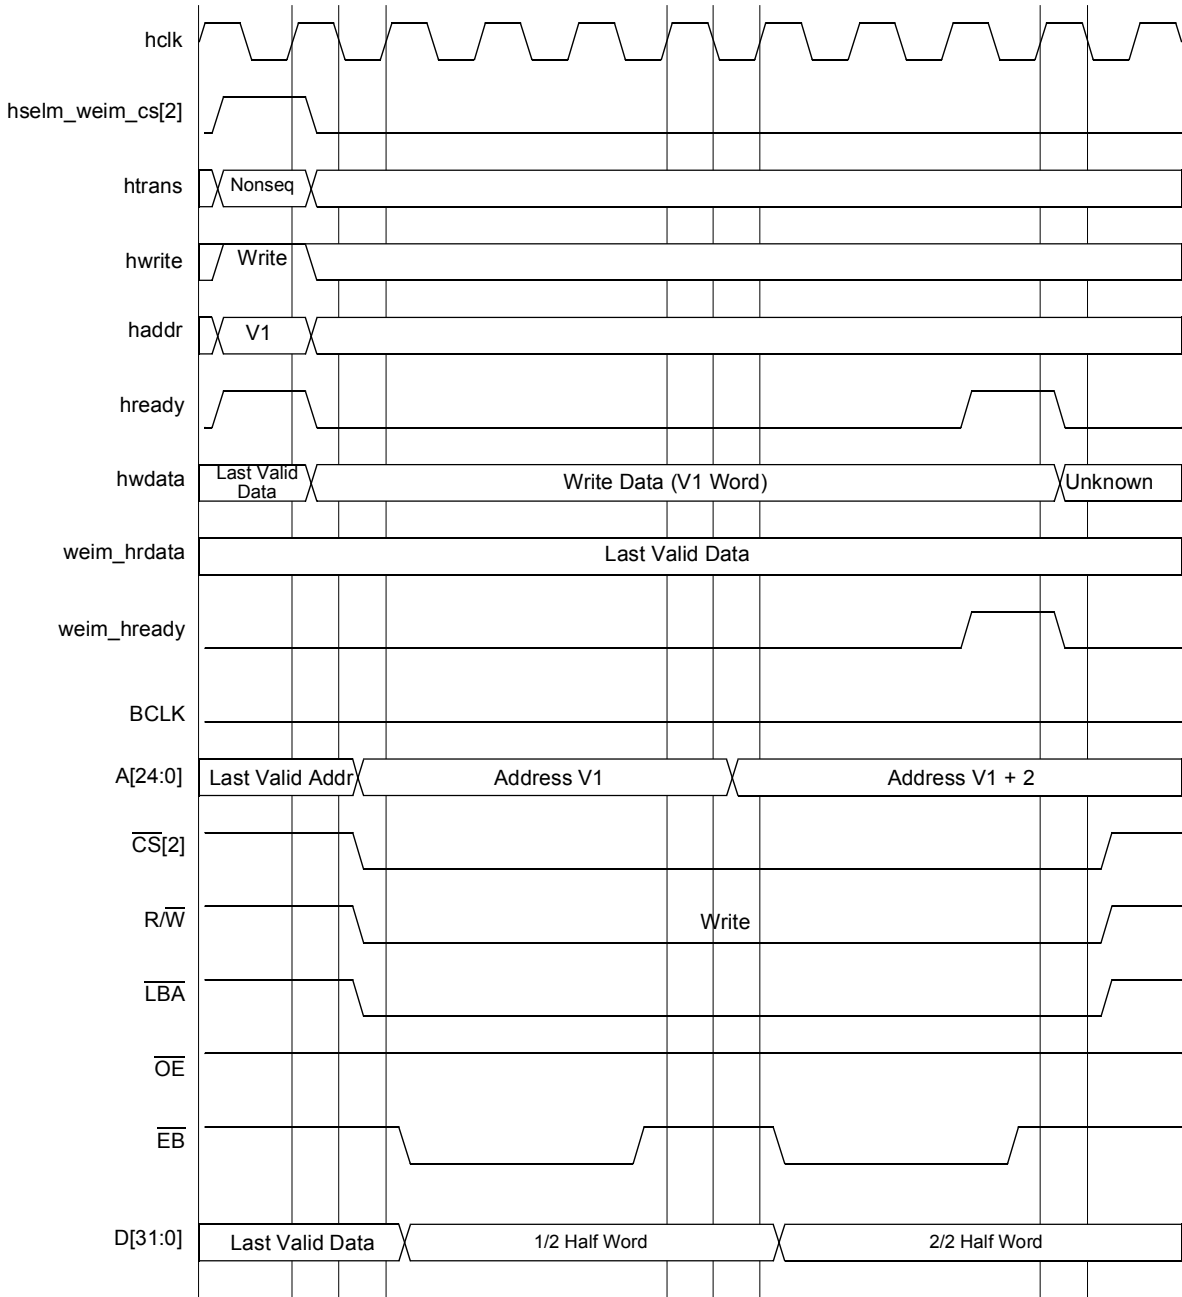 hclk
hselm_weim_cs[2]
htrans Nonseq
hwrite Write
haddr V1
hready
hwdata Last Valid Data Write Data (V1 Word) Unknown
weim_hrdata Last Valid Data
weim_hready
BCLK
A[24:0] Last Valid Addr Address V1 Address V1 + 2
CS[2]
R/W Write
LBA
OE
EB
D[31:0] Last Valid Data 1/2 Half Word 2/2 Half Word